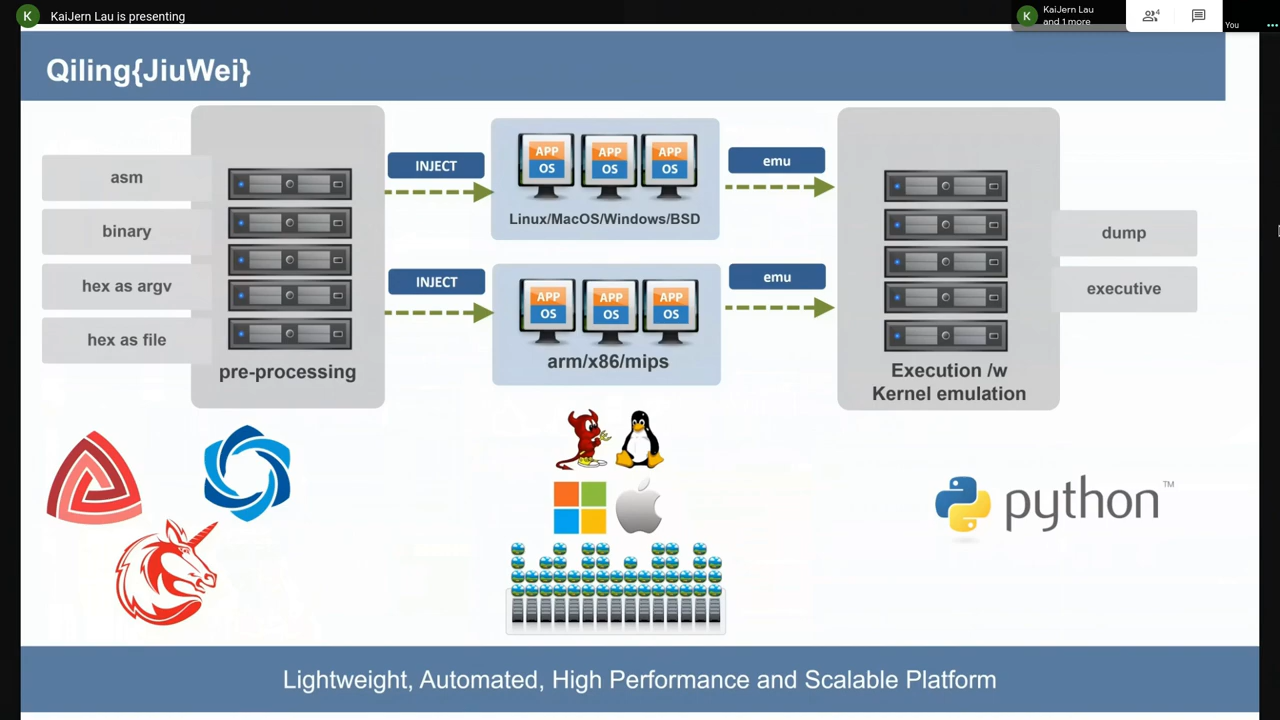 K KaiJern Lau is presenting
K KaiJern Lau
and 1 more
4
You
Qiling{JiuWei}
asm
binary
hex as argv
hex as file
pre-processing
INJECT
INJECT
APP APP APP
OS OS OS
Linux/MacOS/Windows/BSD
APP APP APP
OS OS OS
arm/x86/mips
emu
emu
Execution /w
Kernel emulation
dump
executive
python™
Lightweight, Automated, High Performance and Scalable Platform